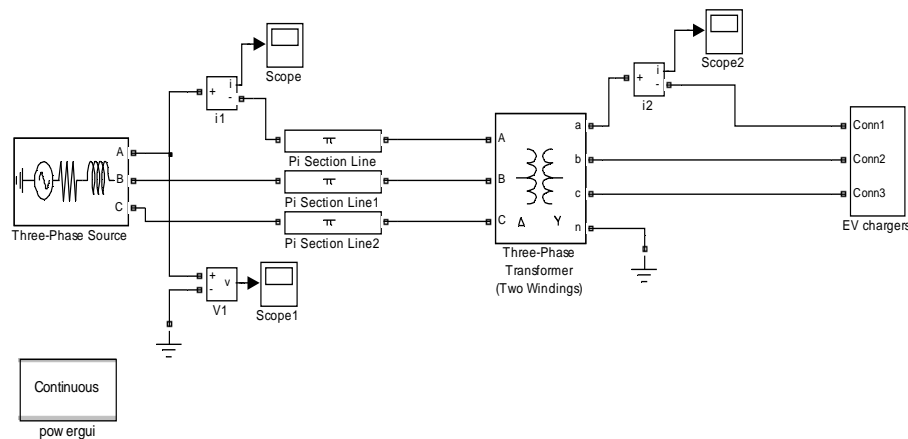 Scope
i
+
-
i1
Scope2
i
+
-
i2
A
B
C
Three-Phase Source
π
Pi Section Line
π
Pi Section Line1
π
Pi Section Line2
A
B
C
a
b
c
n
Δ Y
Three-Phase
Transformer
(Two Windings)
Conn1
Conn2
Conn3
EV chargers
+
-
v
V1
Scope1
Continuous
pow ergui